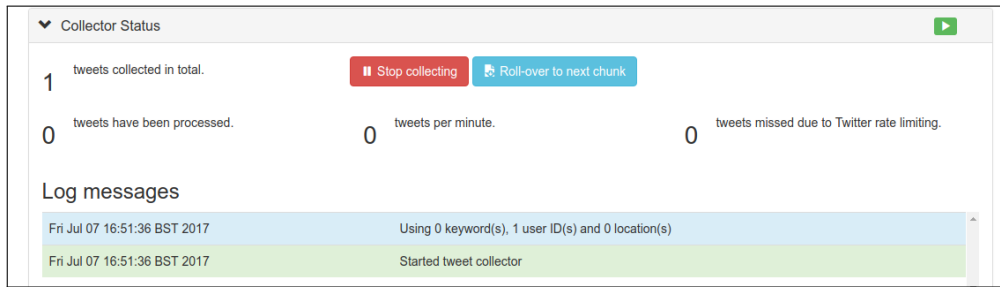 Collector Status
1 tweets collected in total. Stop collecting Roll-over to next chunk
0 tweets have been processed. 0 tweets per minute. 0 tweets missed due to Twitter rate limiting.
Log messages
Fri Jul 07 16:51:36 BST 2017 Using 0 keyword(s), 1 user ID(s) and 0 location(s)
Fri Jul 07 16:51:36 BST 2017 Started tweet collector